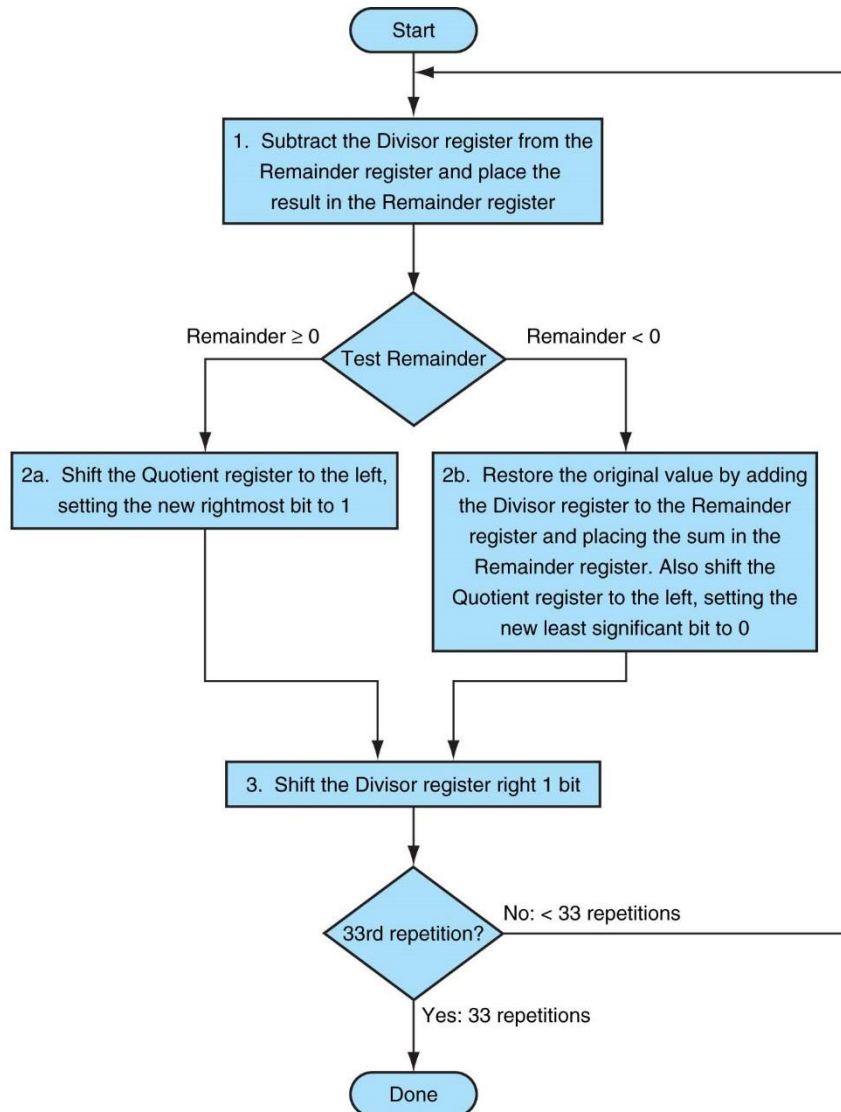 Start
1. Subtract the Divisor register from the
Remainder register and place the
result in the Remainder register
Remainder ≥ 0
Remainder < 0
Test Remainder
2a. Shift the Quotient register to the left,
setting the new rightmost bit to 1
2b. Restore the original value by adding
the Divisor register to the Remainder
register and placing the sum in the
Remainder register. Also shift the
Quotient register to the left, setting the
new least significant bit to 0
3. Shift the Divisor register right 1 bit
33rd repetition?
No: < 33 repetitions
Yes: 33 repetitions
Done